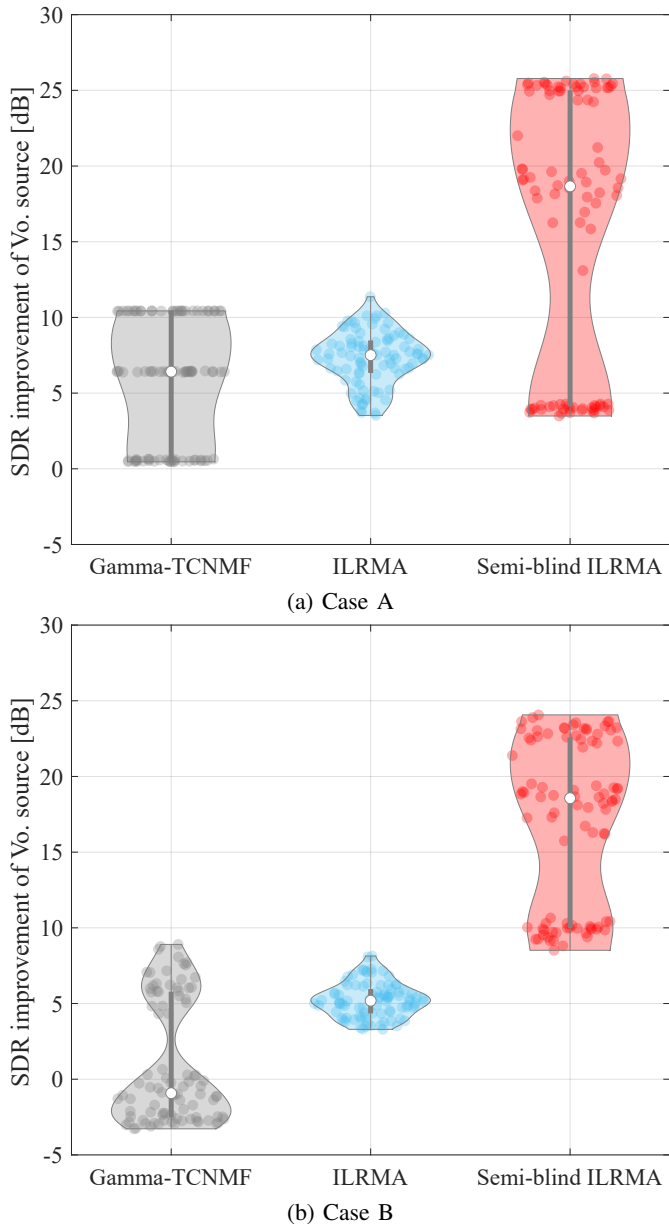 30
25
20
15
10
5
0
-5
SDR improvement of Vo. source [dB]
Gamma-TCNMF ILRMA Semi-blind ILRMA
(a) Case A
30
25
20
15
10
5
0
-5
SDR improvement of Vo. source [dB]
Gamma-TCNMF ILRMA Semi-blind ILRMA
(b) Case B